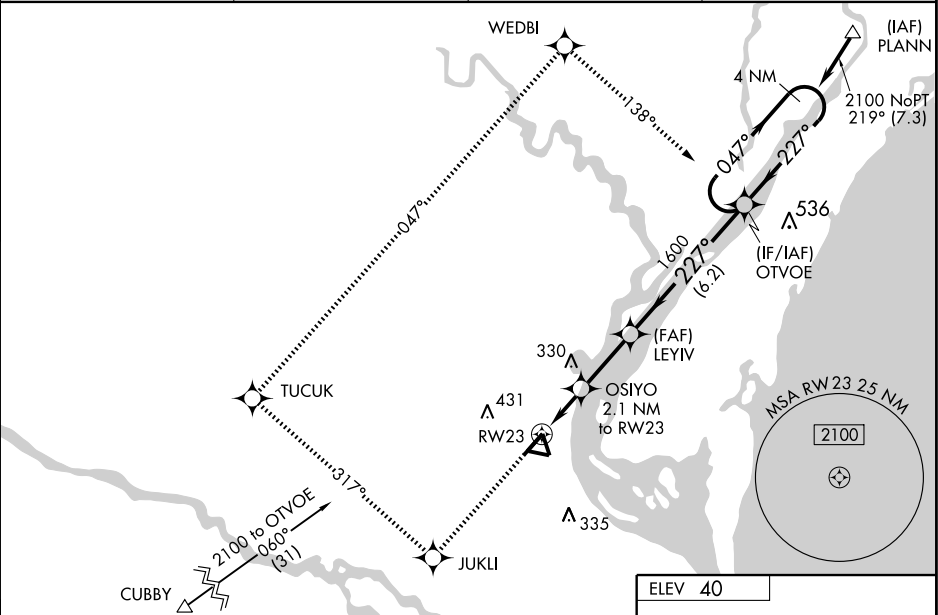 WEDBI
(IAF)
PLANN
4 NM
2100 NoPT
219° (7.3)
138°
047°
227°
047°
536
(IF/IAF)
OTVOE
1600
227°
(6.2)
(FAF)
LEYIV
330
TUCUK
OSIYO
2.1 NM
to RW23
431
RW23
MSA RW23 25 NM
2100
317°
335
2100 to OTVOE
060°
(31)
JUKLI
CUBBY
ELEV 40